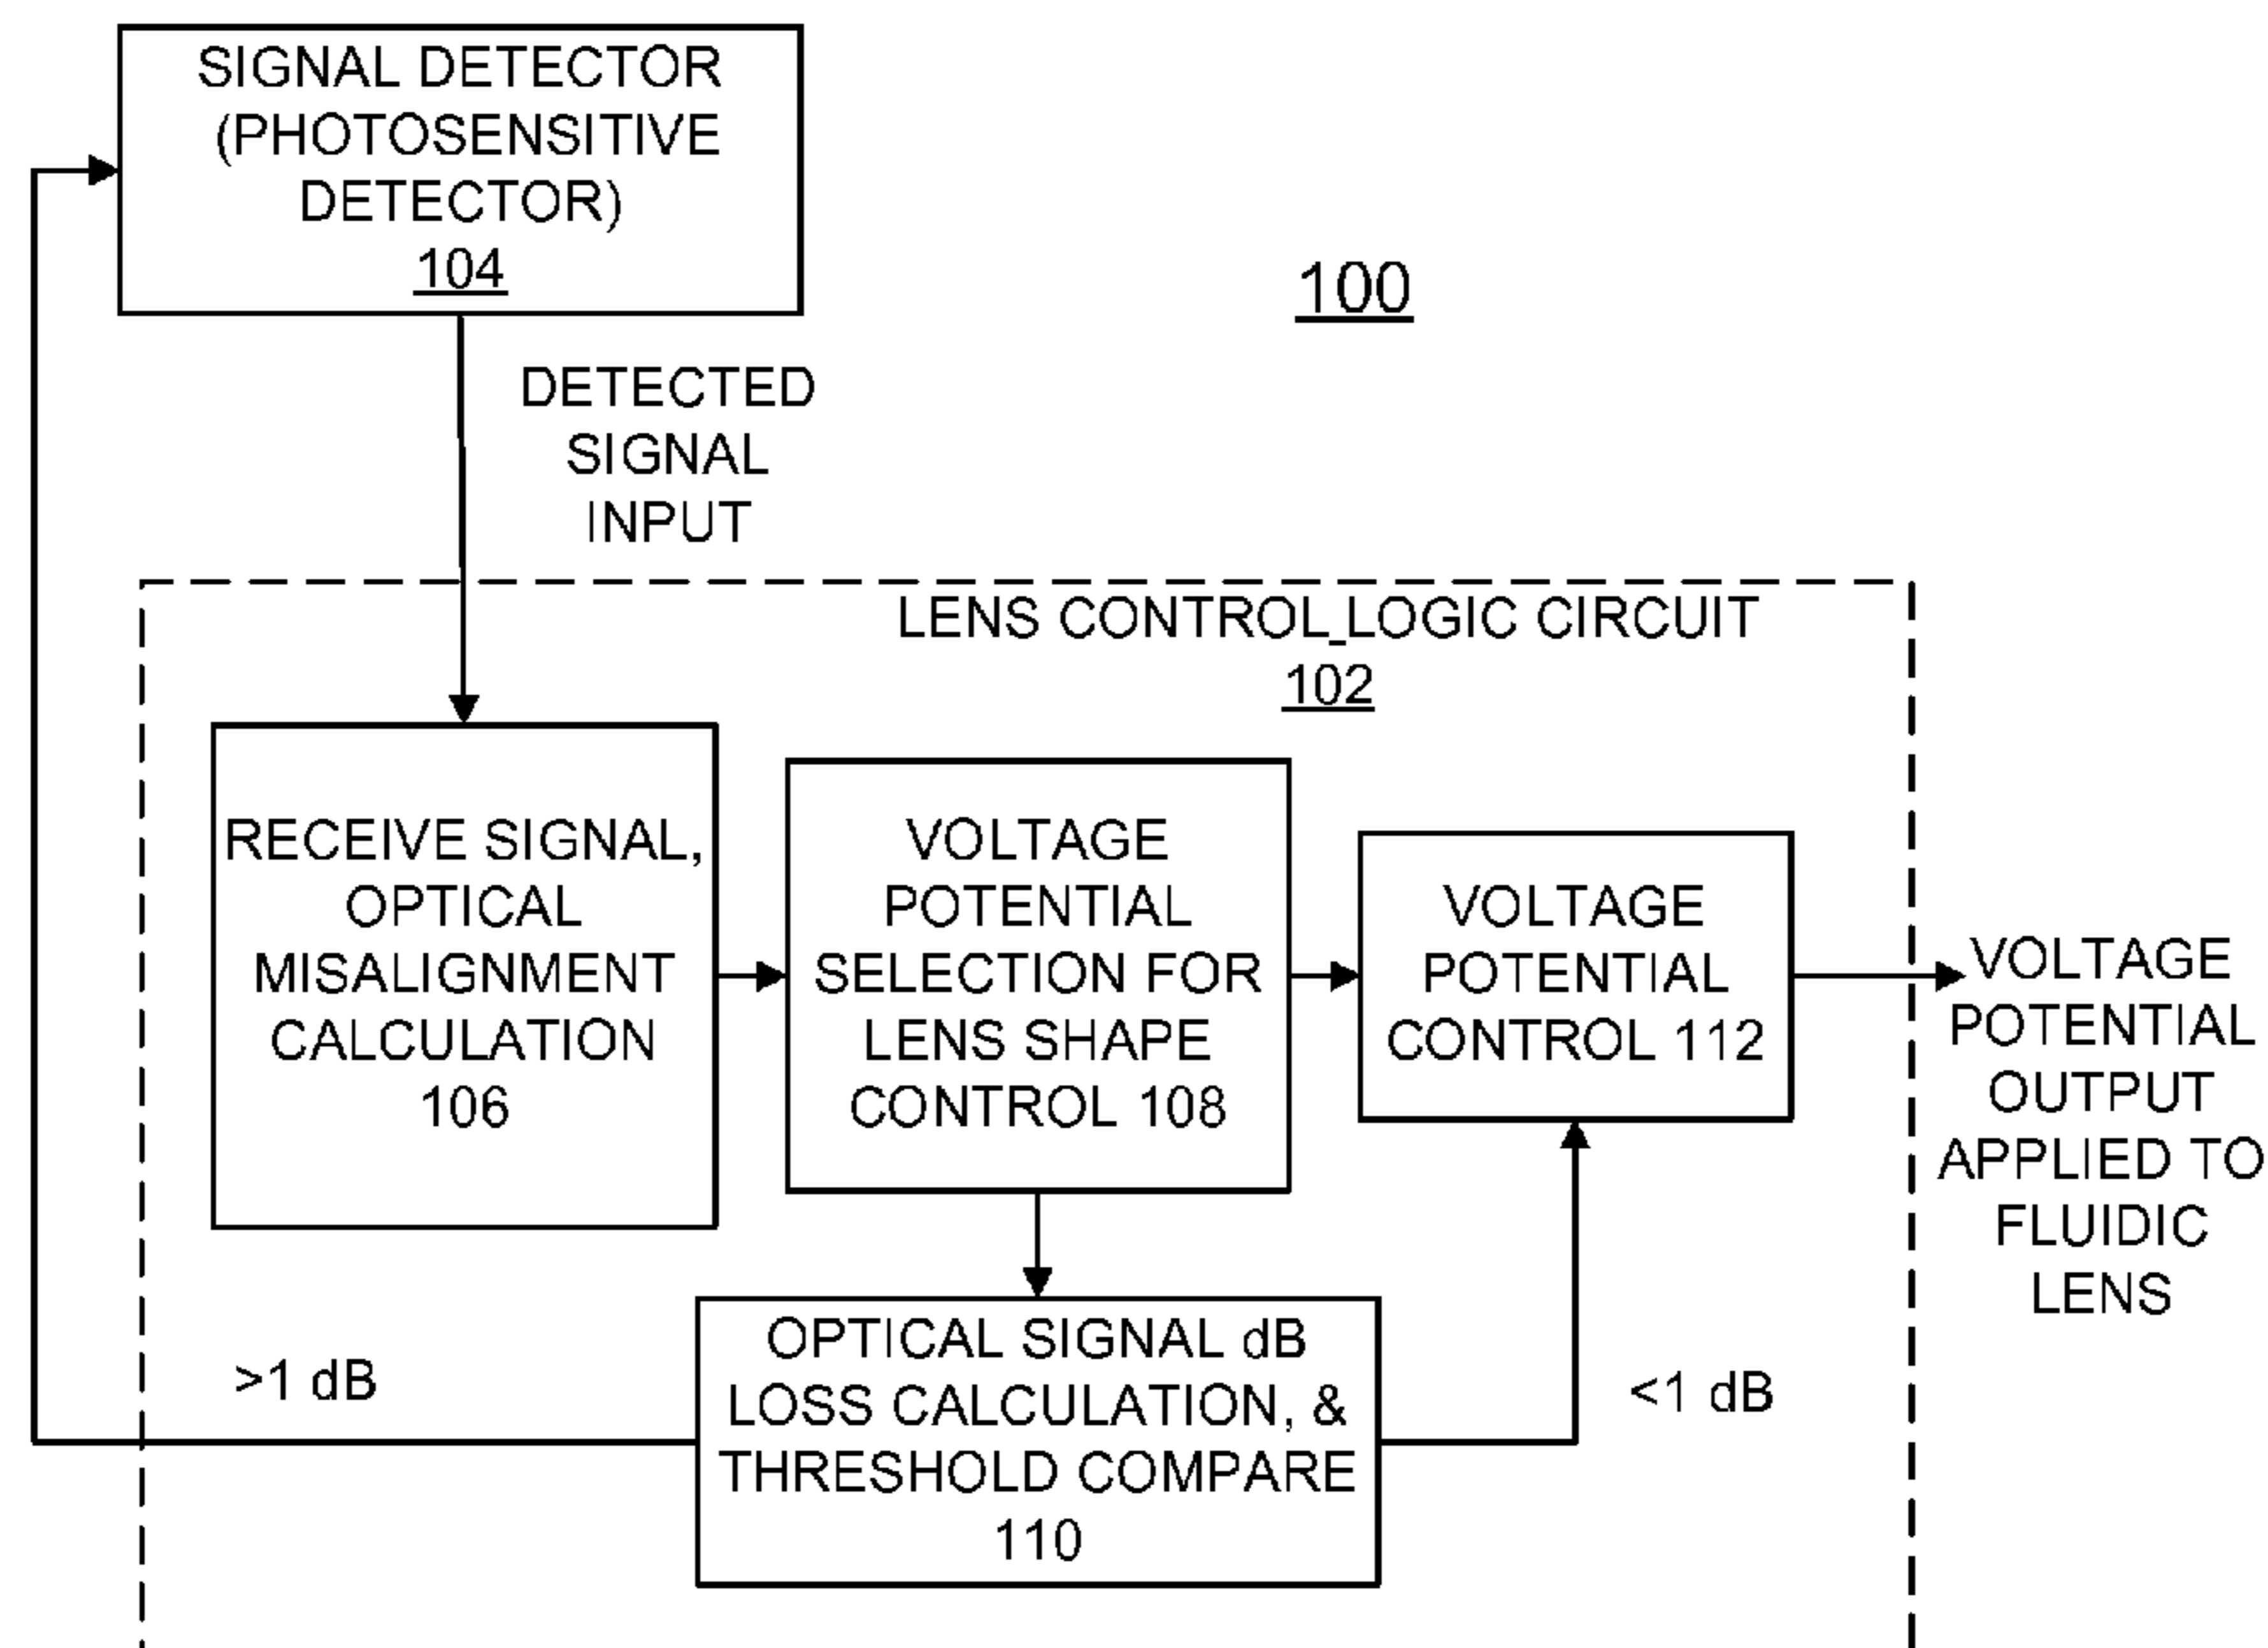 SIGNAL DETECTOR
(PHOTOSENSITIVE
DETECTOR)
104
100
DETECTED
SIGNAL
INPUT
LENS CONTROL LOGIC CIRCUIT
102
RECEIVE SIGNAL,
OPTICAL
MISALIGNMENT
CALCULATION
106
VOLTAGE
POTENTIAL
SELECTION FOR
LENS SHAPE
CONTROL 108
VOLTAGE
POTENTIAL
CONTROL 112
VOLTAGE
POTENTIAL
OUTPUT
APPLIED TO
FLUIDIC
LENS
>1 dB
OPTICAL SIGNAL dB
LOSS CALCULATION, &
THRESHOLD COMPARE
110
<1 dB